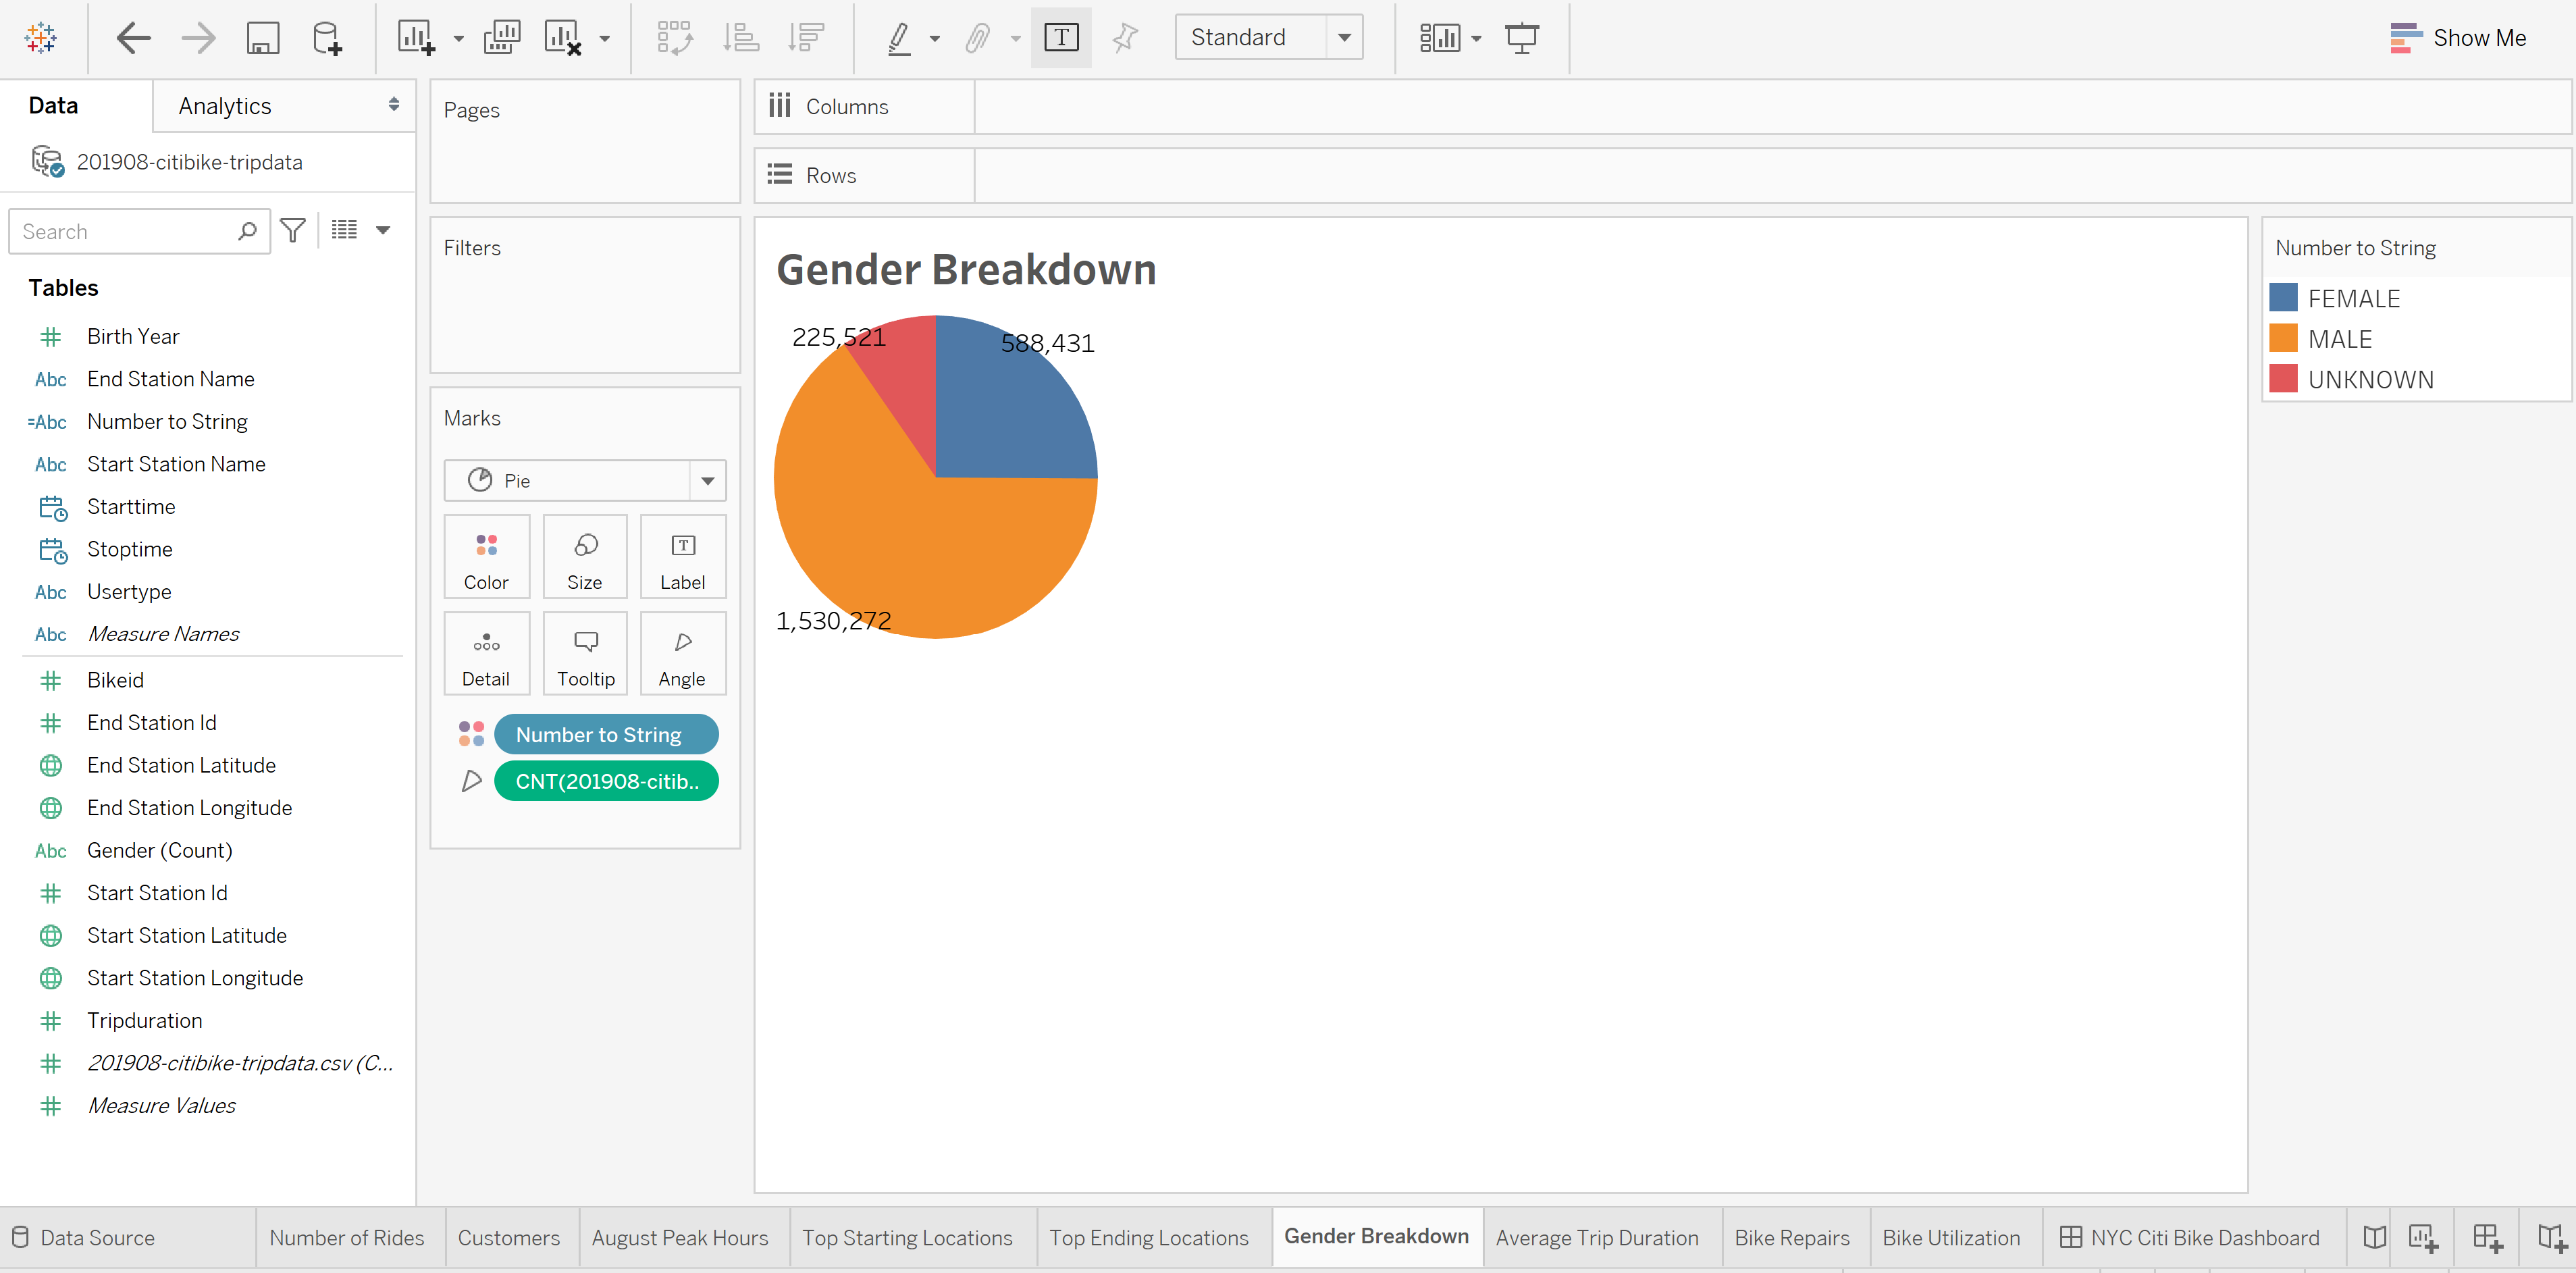 Standard
Show Me
Data
Analytics
201908-citibike-tripdata
Search
Tables
Birth Year
Abc End Station Name
=Abc Number to String
Abc Start Station Name
Starttime
Stoptime
Abc Usertype
Abc Measure Names
Bikeid
End Station Id
End Station Latitude
End Station Longitude
Abc Gender (Count)
Start Station Id
Start Station Latitude
Start Station Longitude
Tripduration
201908-citibike-tripdata.csv (C...
Measure Values
Pages
Filters
Marks
Pie
Color
Size
Label
Detail
Tooltip
Angle
Number to String
CNT(201908-citib..
Columns
Rows
Gender Breakdown
225,521
588,431
1,530,272
Number to String
FEMALE
MALE
UNKNOWN
Data Source
Number of Rides
Customers
August Peak Hours
Top Starting Locations
Top Ending Locations
Gender Breakdown
Average Trip Duration
Bike Repairs
Bike Utilization
NYC Citi Bike Dashboard